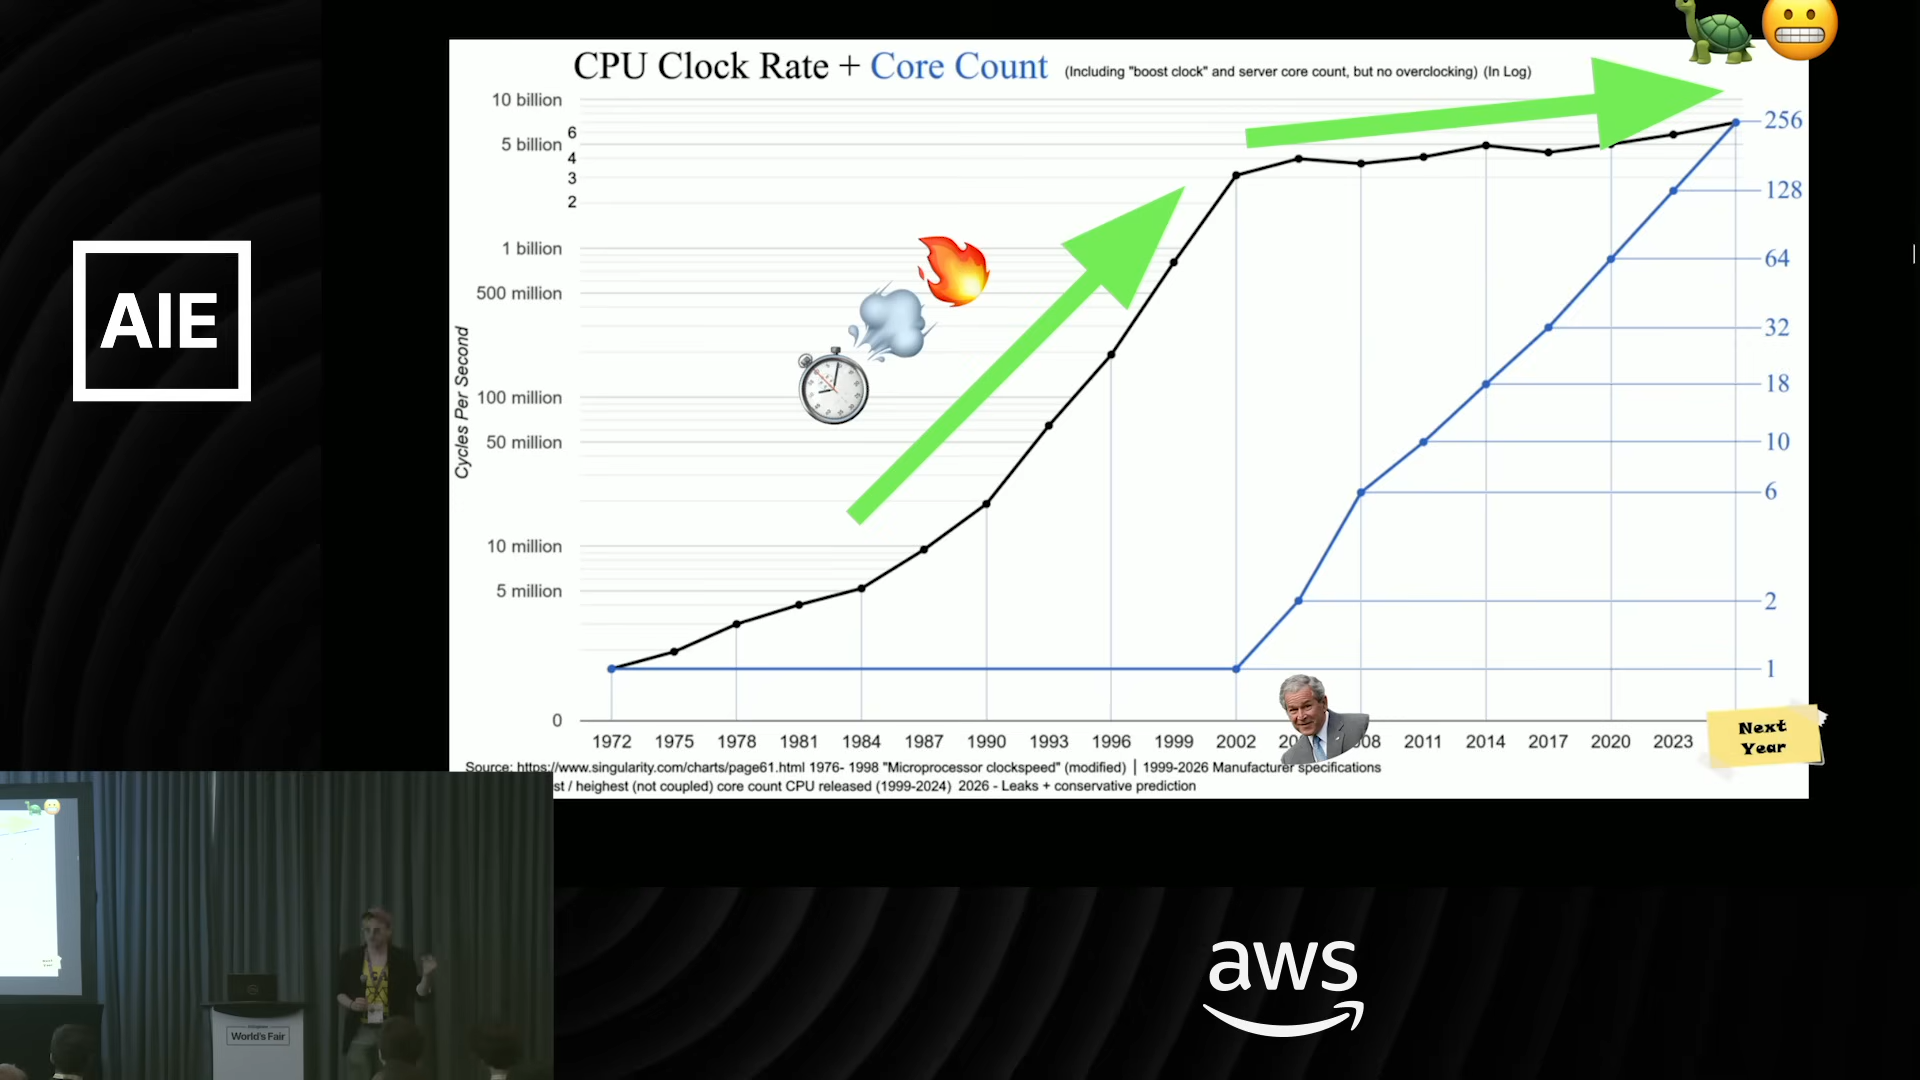 CPU Clock Rate + Core Count (Including "boost clock" and server core count, but no overclocking) (In Log)
10 billion
6
5 billion
4
3
2
1 billion
500 million
100 million
50 million
10 million
5 million
0
Cycles Per Second
256
128
64
32
18
10
6
2
1
1972 1975 1978 1981 1984 1987 1990 1993 1996 1999 2002 2011 2014 2017 2020 2023
Next
Year
Source: https://www.singularity.com/charts/page61.html 1976- 1998 "Microprocessor clockspeed" (modified) | 1999-2026 Manufacturer specifications
/ heighest (not coupled) core count CPU released (1999-2024) 2026 - Leaks + conservative prediction
AIE
World's Fair
aws